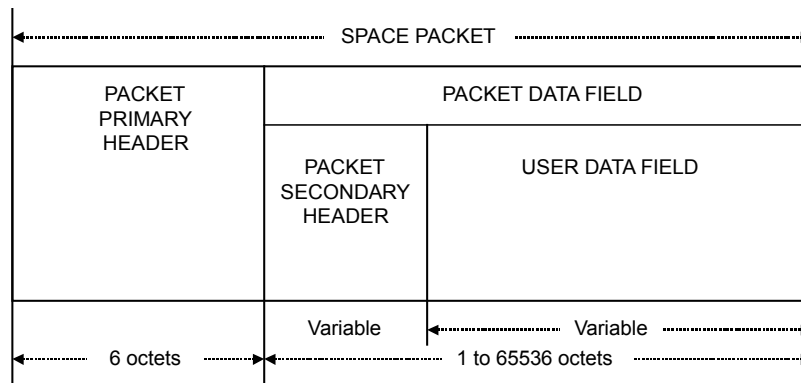 SPACE PACKET
PACKET
PRIMARY
HEADER
PACKET DATA FIELD
PACKET
SECONDARY
HEADER
USER DATA FIELD
Variable
Variable
6 octets
1 to 65536 octets